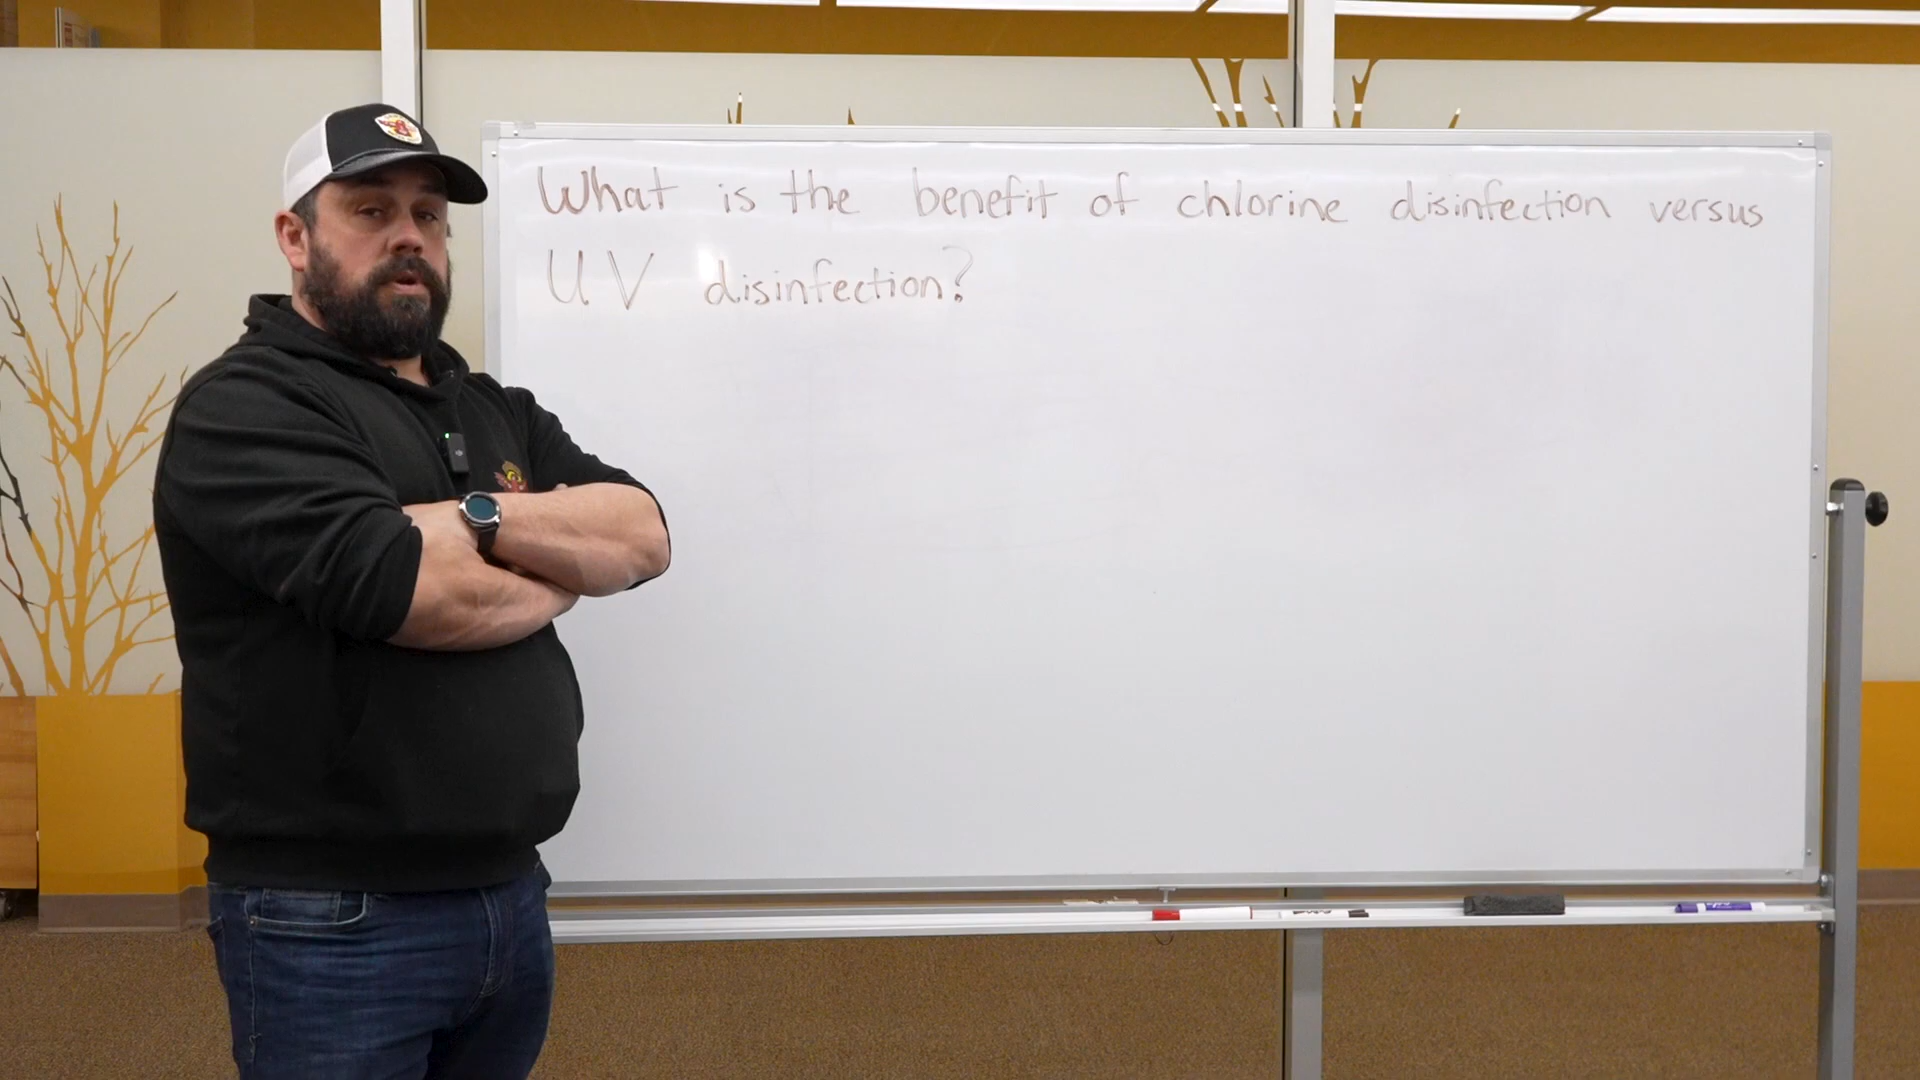 What is the benefit of chlorine disinfection versus
UV disinfection?